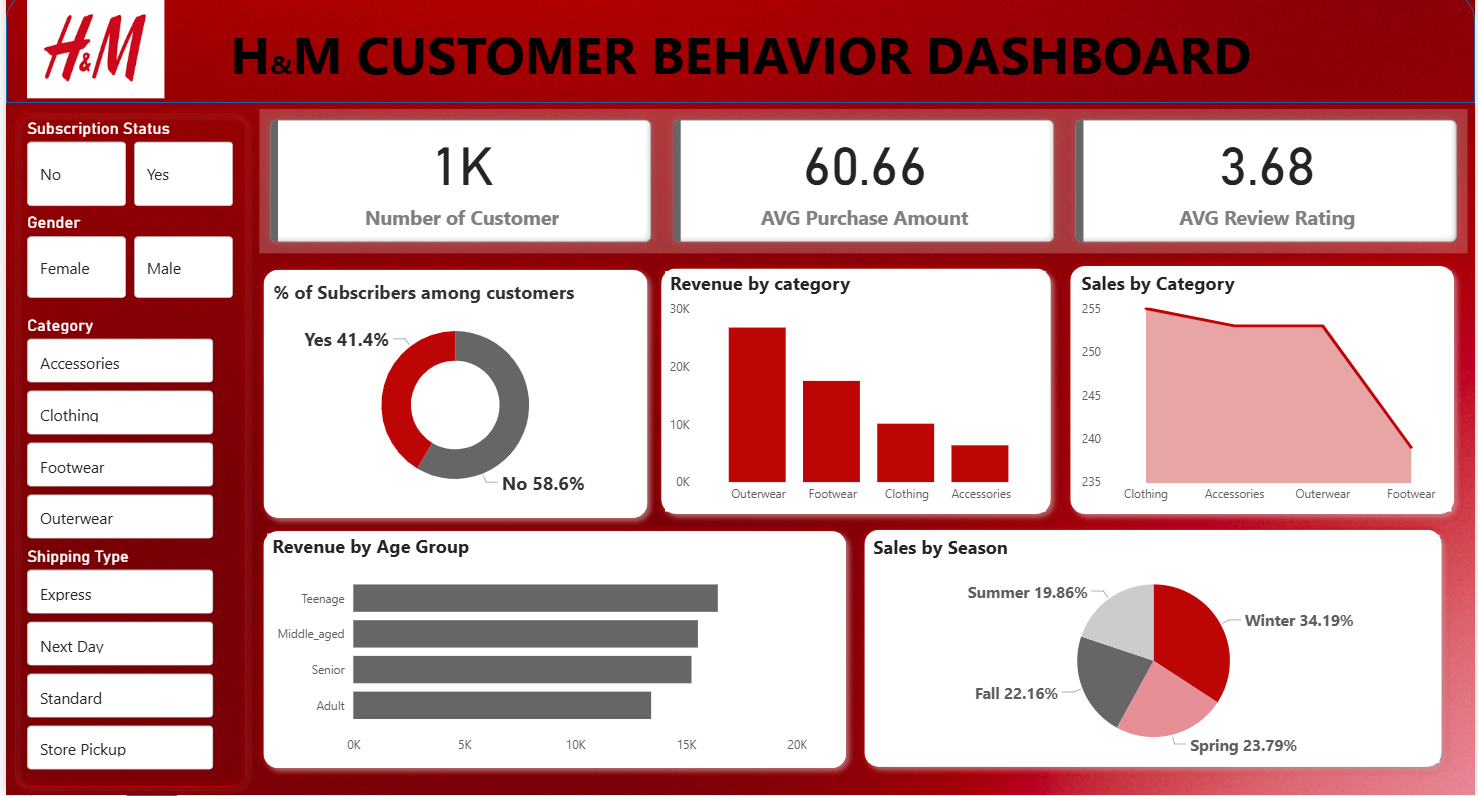 H&M
H&M CUSTOMER BEHAVIOR DASHBOARD
Subscription Status
No
Yes
Gender
Female
Male
Category
Accessories
Clothing
Footwear
Outerwear
Shipping Type
Express
Next Day
Standard
Store Pickup
1K
Number of Customer
60.66
AVG Purchase Amount
3.68
AVG Review Rating
% of Subscribers among customers
Yes 41.4%
No 58.6%
Revenue by category
30K
20K
10K
0K
Outerwear
Footwear
Clothing
Accessories
Sales by Category
255
250
245
240
235
Clothing
Accessories
Outerwear
Footwear
Revenue by Age Group
Teenage
Middle_aged
Senior
Adult
0K
5K
10K
15K
20K
Sales by Season
Summer 19.86%
Winter 34.19%
Fall 22.16%
Spring 23.79%